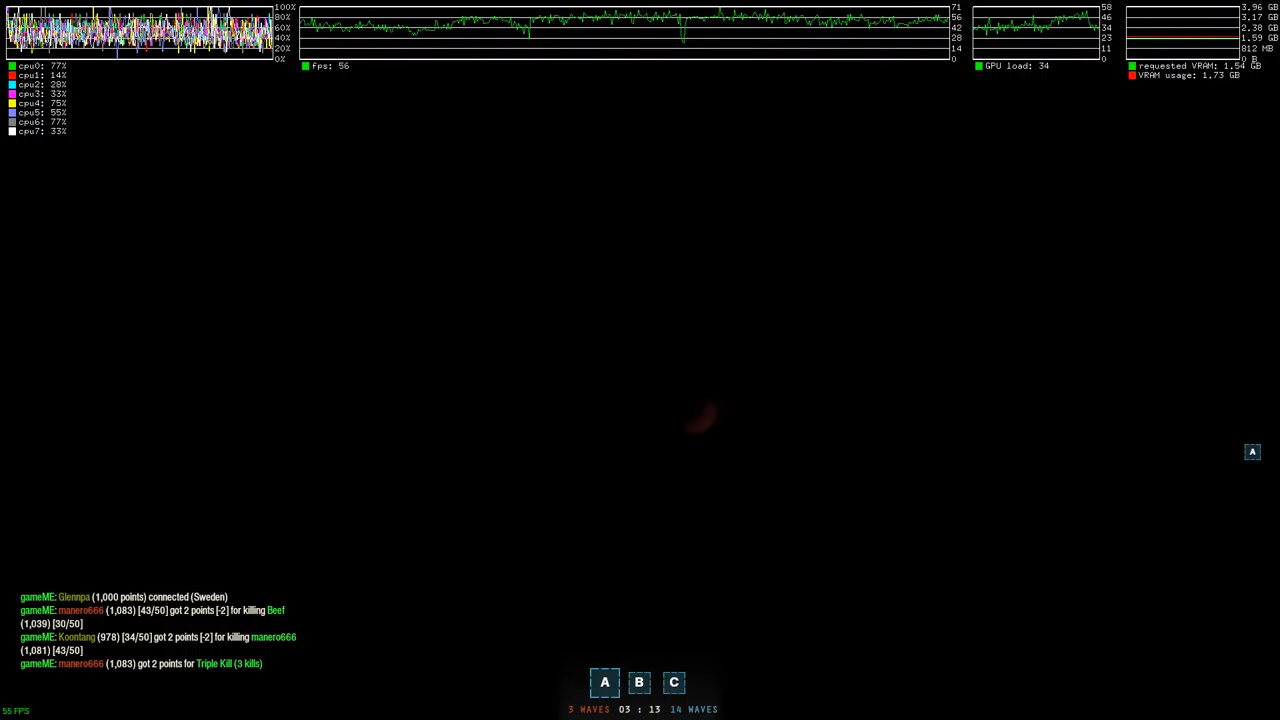 100%
80%
60%
40%
20%
0%
cpu0: 77%
cpu1: 14%
cpu2: 28%
cpu3: 33%
cpu4: 75%
cpu5: 55%
cpu6: 77%
cpu7: 33%
71
56
42
28
14
0
fps: 56
58
46
34
23
11
0
GPU load: 34
3.96 GB
3.17 GB
2.38 GB
1.59 GB
812 MB
0 B
requested VRAM: 1.54 GB
VRAM usage: 1.73 GB
A
gameME: Glennpa (1,000 points) connected (Sweden)
gameME: manero666 (1,083) [43/50] got 2 points [-2] for killing Beef
(1,039) [30/50]
gameME: Koontang (978) [34/50] got 2 points [-2] for killing manero666
(1,081) [43/50]
gameME: manero666 (1,083) got 2 points for Triple Kill (3 kills)
A B C
3 WAVES 03 : 13 14 WAVES
55 FPS